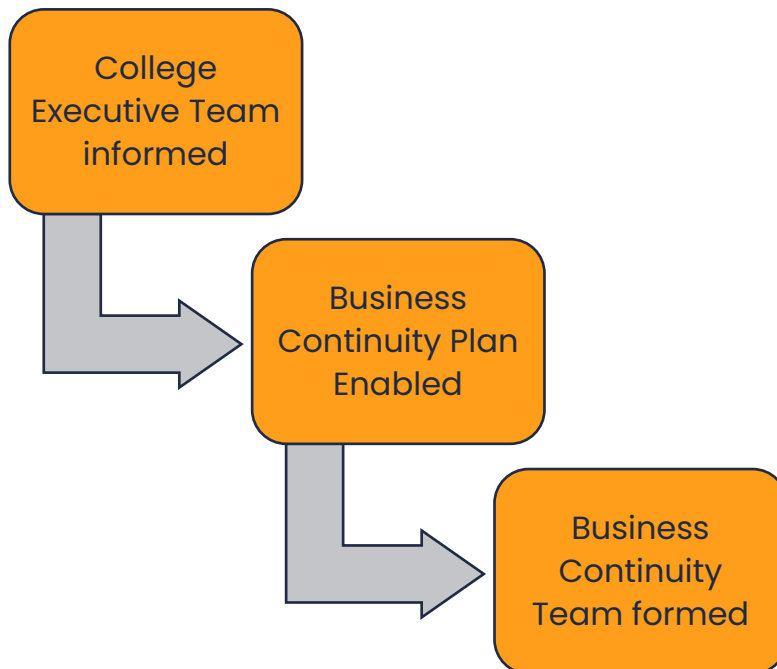 College
Executive Team
informed
Business
Continuity Plan
Enabled
Business
Continuity
Team formed